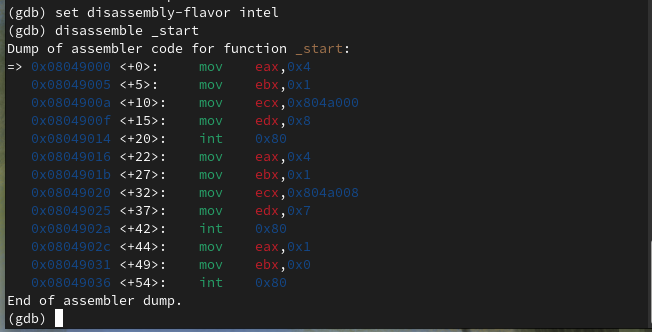 (gdb) set disassembly-flavor intel
(gdb) disassemble _start
Dump of assembler code for function _start:
=> 0x08049000 <+0>:     mov    eax,0x4
   0x08049005 <+5>:     mov    ebx,0x1
   0x0804900a <+10>:    mov    ecx,0x804a000
   0x0804900f <+15>:    mov    edx,0x8
   0x08049014 <+20>:    int    0x80
   0x08049016 <+22>:    mov    eax,0x4
   0x0804901b <+27>:    mov    ebx,0x1
   0x08049020 <+32>:    mov    ecx,0x804a008
   0x08049025 <+37>:    mov    edx,0x7
   0x0804902a <+42>:    int    0x80
   0x0804902c <+44>:    mov    eax,0x1
   0x08049031 <+49>:    mov    ebx,0x0
   0x08049036 <+54>:    int    0x80
End of assembler dump.
(gdb)